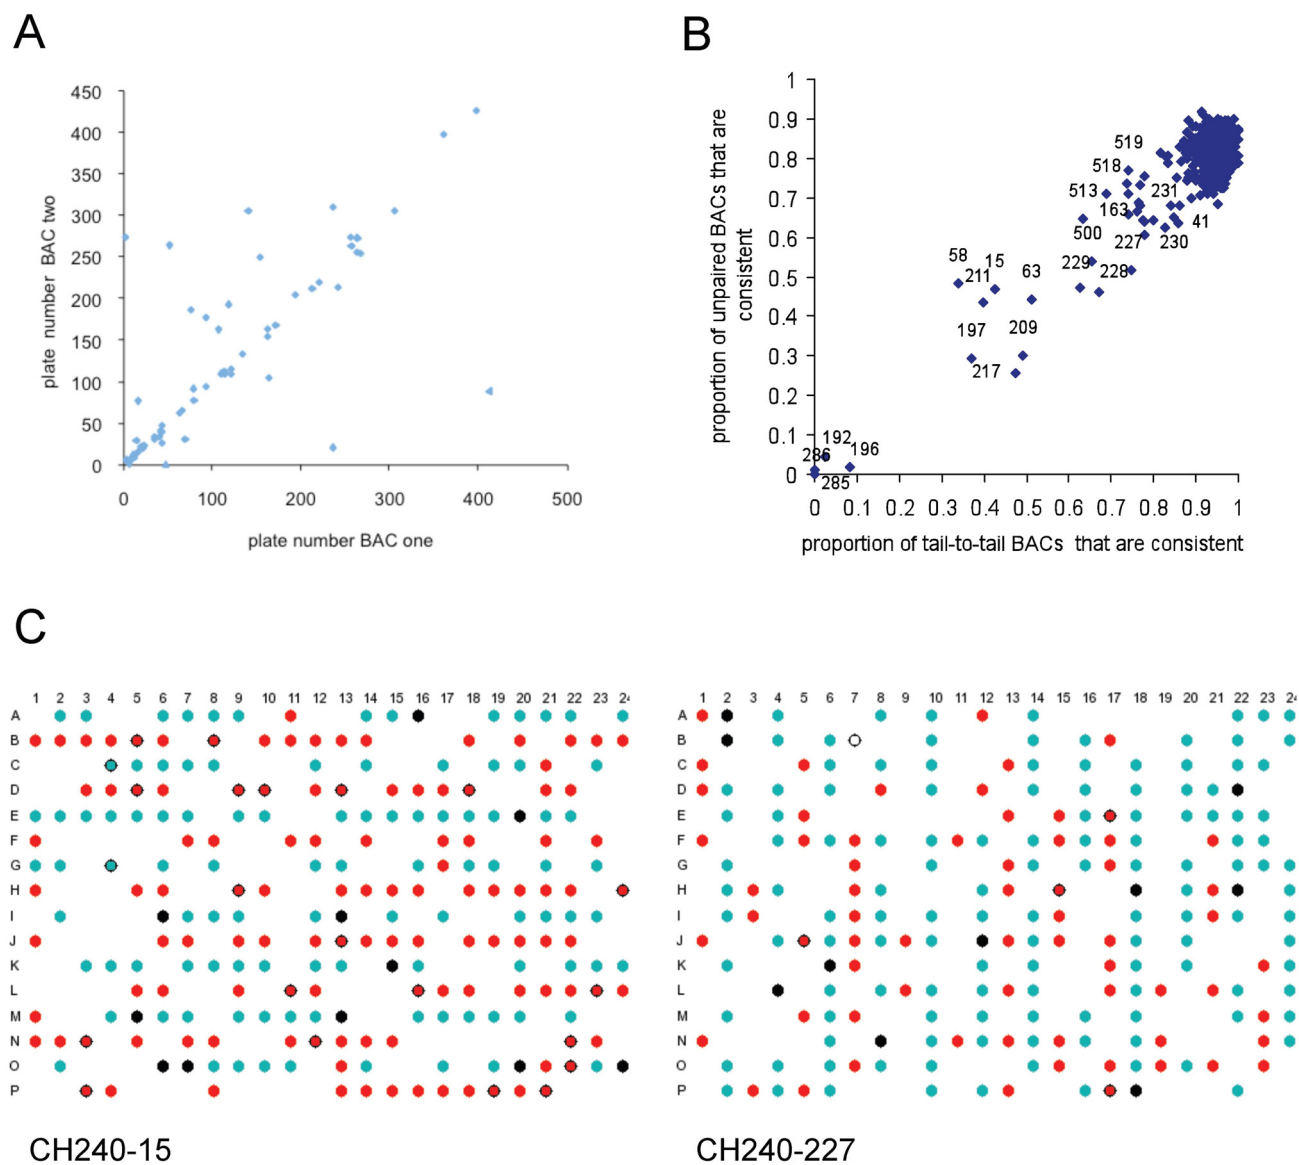 A
450
400
350
300
250
200
150
100
50
0
plate number BAC two
0 100 200 300 400 500
plate number BAC one
B
1
0.9
0.8
0.7
0.6
0.5
0.4
0.3
0.2
0.1
0
proportion of unpaired BACs that are
consistent
519
518
513
231
163
41
500
227
230
229
228
58
15
211
63
197
209
217
192
196
286
285
0 0.1 0.2 0.3 0.4 0.5 0.6 0.7 0.8 0.9 1
proportion of tail-to-tail BACs that are consistent
C
1 2 3 4 5 6 7 8 9 10 11 12 13 14 15 16 17 18 19 20 21 22 23 24
A
B
C
D
E
F
G
H
I
J
K
L
M
N
O
P
CH240-15
1 2 3 4 5 6 7 8 9 10 11 12 13 14 15 16 17 18 19 20 21 22 23 24
A
B
C
D
E
F
G
H
I
J
K
L
M
N
O
P
CH240-227